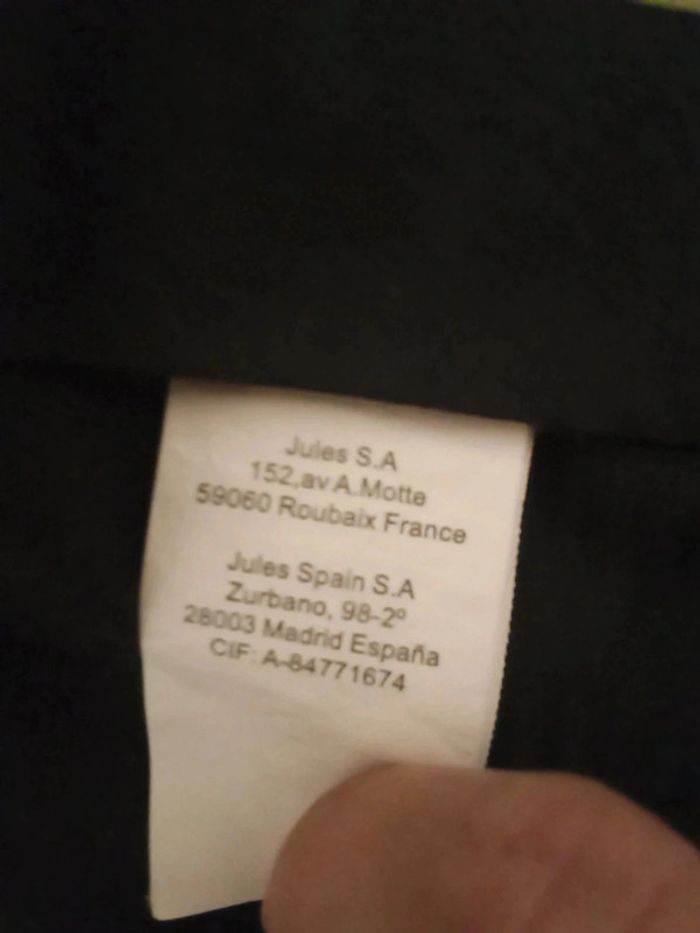 Jules S.A
152,av A.Motte
59060 Roubaix France
Jules Spain S.A
Zurbano, 98-2º
28003 Madrid España
CIF: A-84771674